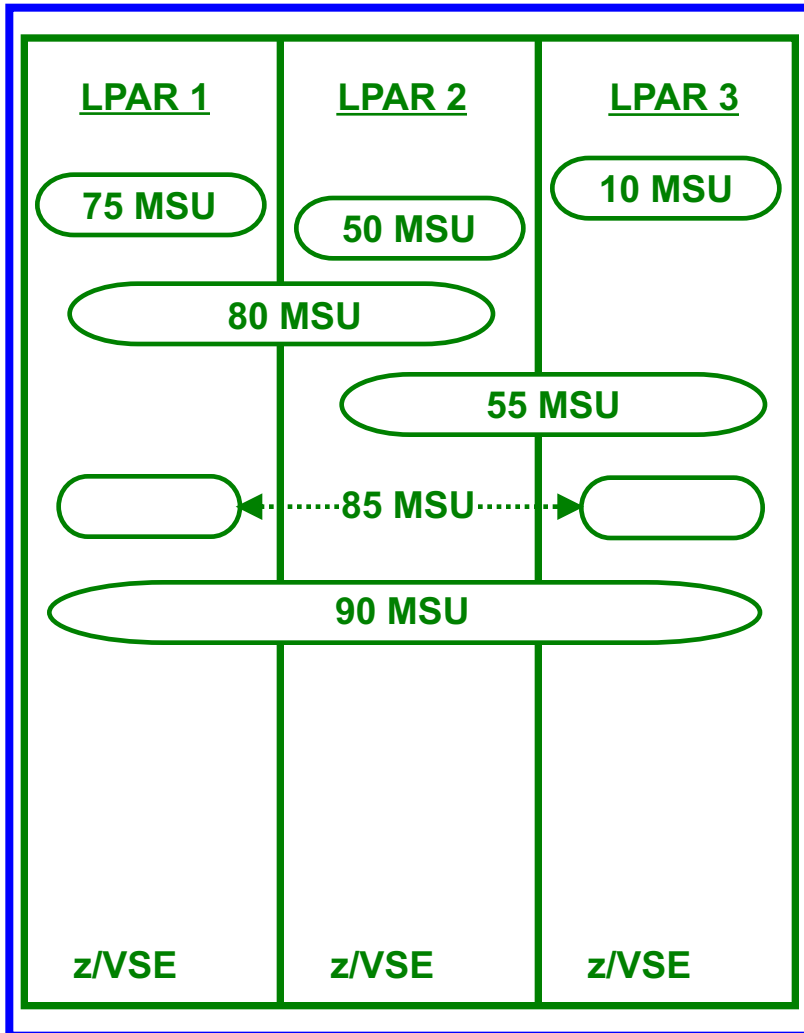 LPAR 1 LPAR 2 LPAR 3
75 MSU 50 MSU 10 MSU
80 MSU
55 MSU
85 MSU
90 MSU
z/VSE z/VSE z/VSE